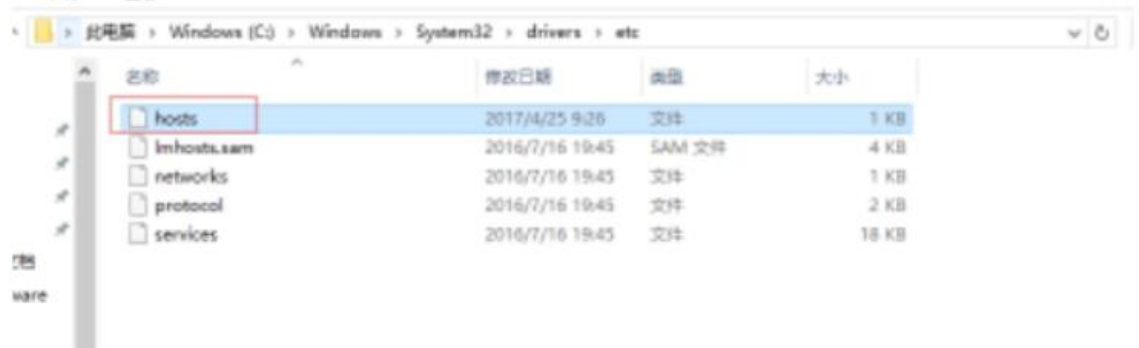 此电脑 › Windows (C:) › Windows › System32 › drivers › etc
名称 修改日期 类型 大小
hosts 2017/4/25 9:26 文件 1 KB
lmhosts.sam 2016/7/16 19:45 SAM 文件 4 KB
networks 2016/7/16 19:45 文件 1 KB
protocol 2016/7/16 19:45 文件 2 KB
services 2016/7/16 19:45 文件 18 KB
文档
ware